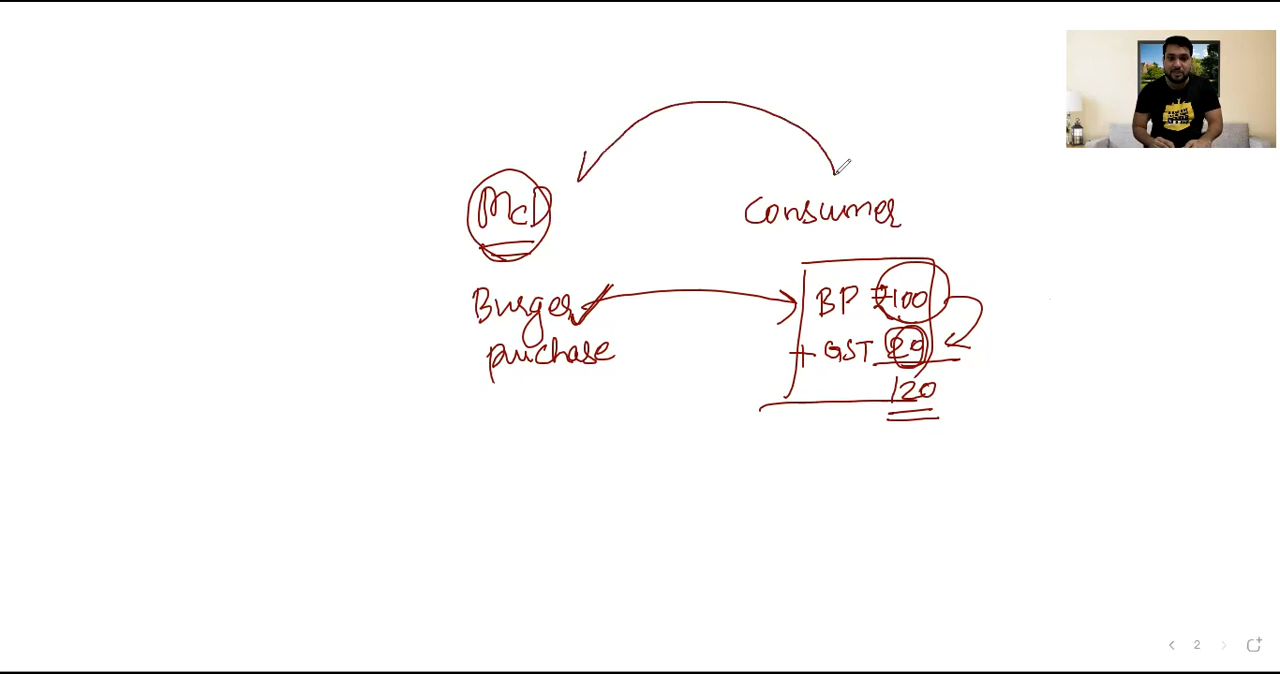 McD
Consumer
Burger
purchase
BP ₹100
+ GST 20
120
2